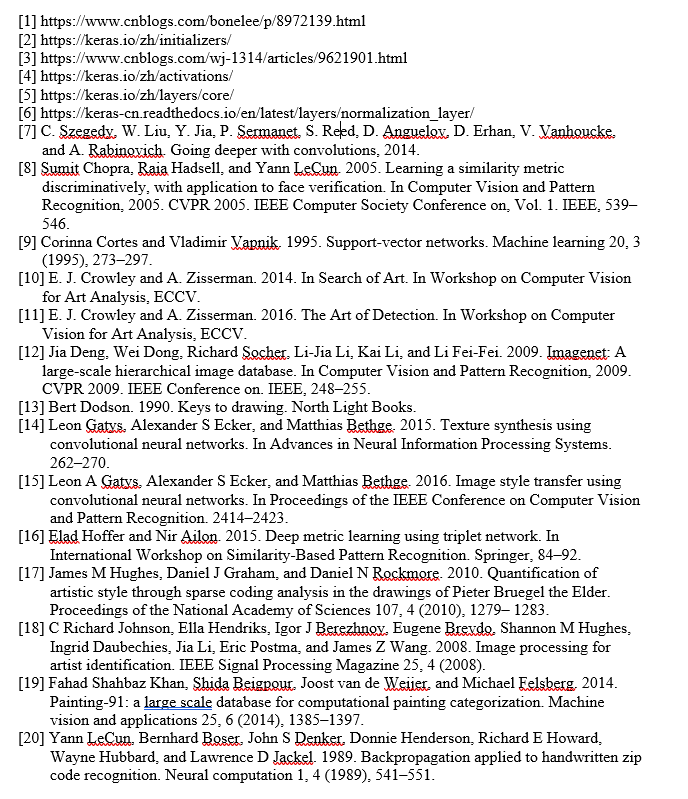 [1] https://www.cnblogs.com/bonelee/p/8972139.html
[2] https://keras.io/zh/initializers/
[3] https://www.cnblogs.com/wj-1314/articles/9621901.html
[4] https://keras.io/zh/activations/
[5] https://keras.io/zh/layers/core/
[6] https://keras-cn.readthedocs.io/en/latest/layers/normalization_layer/
[7] C. Szegedy, W. Liu, Y. Jia, P. Sermanet, S. Reed, D. Anguelov, D. Erhan, V. Vanhoucke,
and A. Rabinovich. Going deeper with convolutions, 2014.
[8] Sumit Chopra, Raia Hadsell, and Yann LeCun. 2005. Learning a similarity metric
discriminatively, with application to face verification. In Computer Vision and Pattern
Recognition, 2005. CVPR 2005. IEEE Computer Society Conference on, Vol. 1. IEEE, 539–
546.
[9] Corinna Cortes and Vladimir Vapnik. 1995. Support-vector networks. Machine learning 20, 3
(1995), 273–297.
[10] E. J. Crowley and A. Zisserman. 2014. In Search of Art. In Workshop on Computer Vision
for Art Analysis, ECCV.
[11] E. J. Crowley and A. Zisserman. 2016. The Art of Detection. In Workshop on Computer
Vision for Art Analysis, ECCV.
[12] Jia Deng, Wei Dong, Richard Socher, Li-Jia Li, Kai Li, and Li Fei-Fei. 2009. Imagenet: A
large-scale hierarchical image database. In Computer Vision and Pattern Recognition, 2009.
CVPR 2009. IEEE Conference on. IEEE, 248–255.
[13] Bert Dodson. 1990. Keys to drawing. North Light Books.
[14] Leon Gatys, Alexander S Ecker, and Matthias Bethge. 2015. Texture synthesis using
convolutional neural networks. In Advances in Neural Information Processing Systems.
262–270.
[15] Leon A Gatys, Alexander S Ecker, and Matthias Bethge. 2016. Image style transfer using
convolutional neural networks. In Proceedings of the IEEE Conference on Computer Vision
and Pattern Recognition. 2414–2423.
[16] Elad Hoffer and Nir Ailon. 2015. Deep metric learning using triplet network. In
International Workshop on Similarity-Based Pattern Recognition. Springer, 84–92.
[17] James M Hughes, Daniel J Graham, and Daniel N Rockmore. 2010. Quantification of
artistic style through sparse coding analysis in the drawings of Pieter Bruegel the Elder.
Proceedings of the National Academy of Sciences 107, 4 (2010), 1279– 1283.
[18] C Richard Johnson, Ella Hendriks, Igor J Berezhnoy, Eugene Brevdo, Shannon M Hughes,
Ingrid Daubechies, Jia Li, Eric Postma, and James Z Wang. 2008. Image processing for
artist identification. IEEE Signal Processing Magazine 25, 4 (2008).
[19] Fahad Shahbaz Khan, Shida Beigpour, Joost van de Weijer, and Michael Felsberg. 2014.
Painting-91: a large scale database for computational painting categorization. Machine
vision and applications 25, 6 (2014), 1385–1397.
[20] Yann LeCun, Bernhard Boser, John S Denker, Donnie Henderson, Richard E Howard,
Wayne Hubbard, and Lawrence D Jackel. 1989. Backpropagation applied to handwritten zip
code recognition. Neural computation 1, 4 (1989), 541–551.